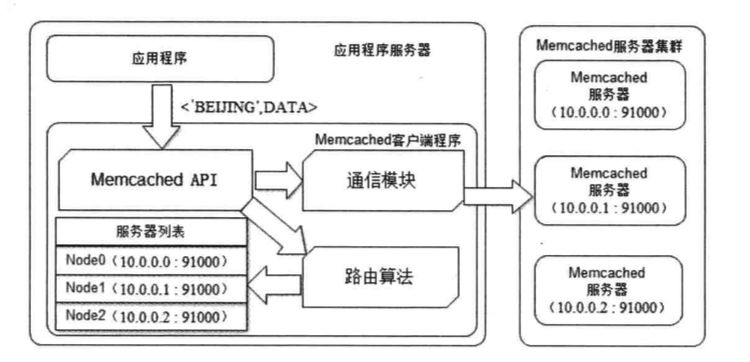 应用程序
应用程序服务器
<'BEIJING',DATA>
Memcached客户端程序
Memcached API
通信模块
服务器列表
Node0（10.0.0.0 : 91000）
Node1（10.0.0.1 : 91000）
Node2（10.0.0.2 : 91000）
路由算法
Memcached服务器集群
Memcached
服务器
（10.0.0.0 : 91000）
Memcached
服务器
（10.0.0.1 : 91000）
Memcached
服务器
（10.0.0.2 : 91000）